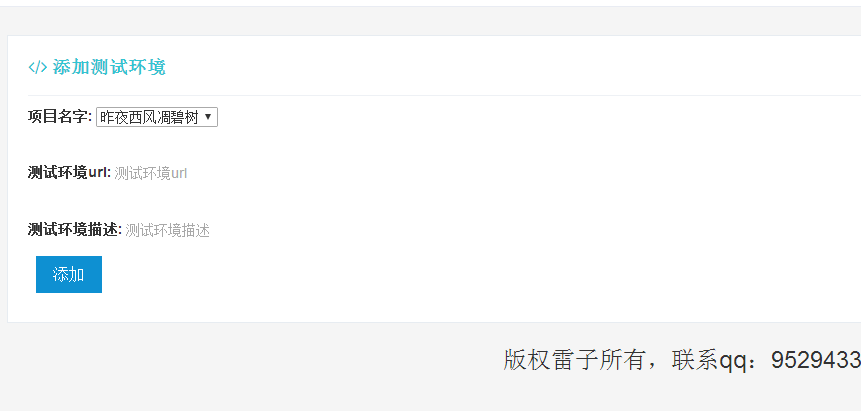 </> 添加测试环境
项目名字: 昨夜西风凋碧树
测试环境url: 测试环境url
测试环境描述: 测试环境描述
添加
版权雷子所有，联系qq：9529433